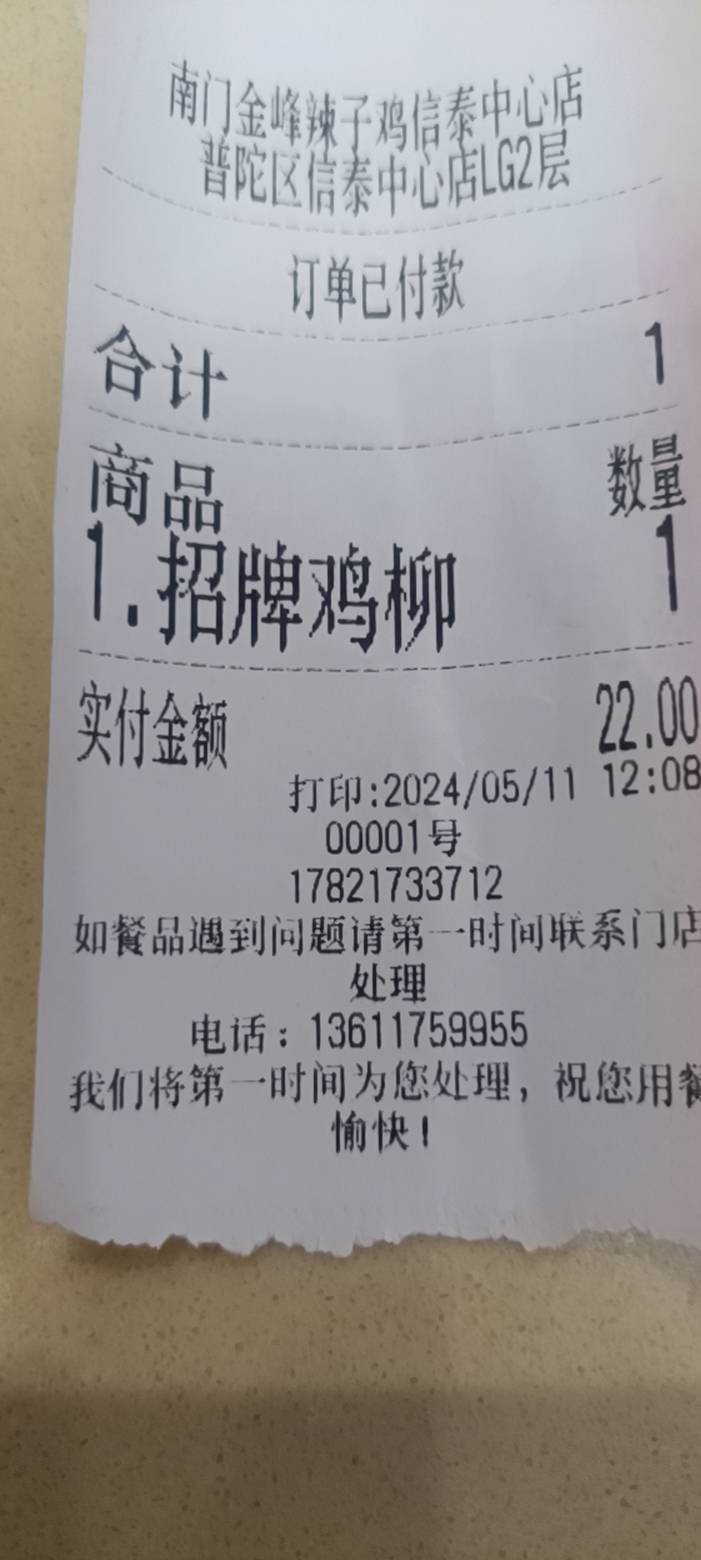 南门金峰辣子鸡信泰中心店
普陀区信泰中心店LG2层
订单已付款
合计 1
商品 数量
1.招牌鸡柳 1
实付金额 22.00
打印:2024/05/11 12:08
00001号
17821733712
如餐品遇到问题请第一时间联系门店
处理
电话：13611759955
我们将第一时间为您处理，祝您用餐
愉快！